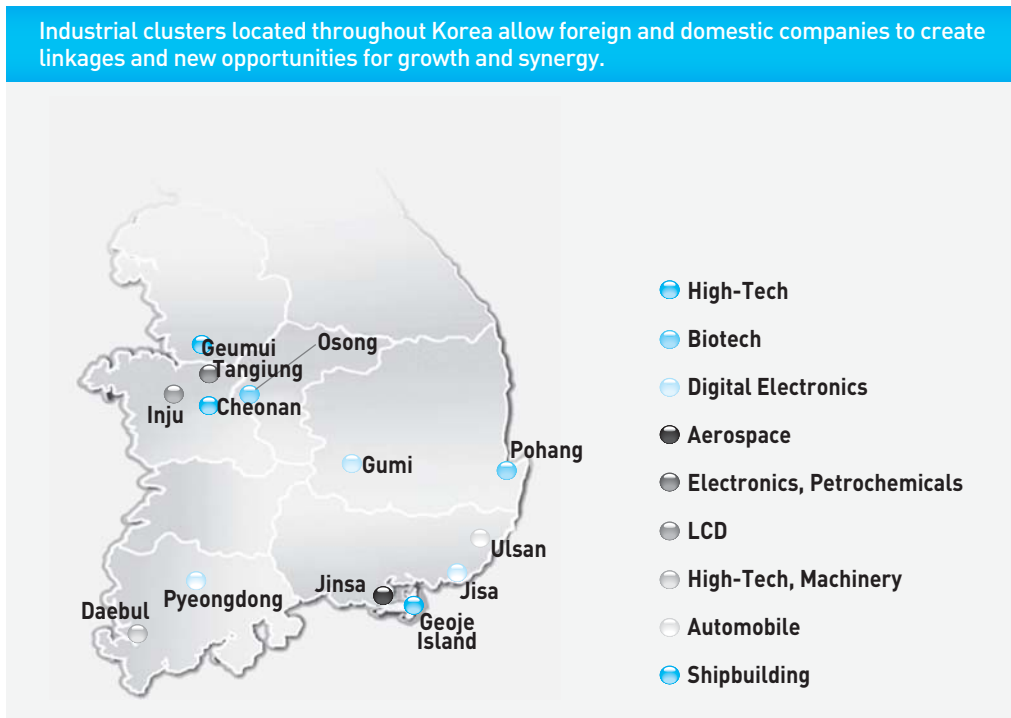 Industrial clusters located throughout Korea allow foreign and domestic companies to create
linkages and new opportunities for growth and synergy.
Geumui
Osong
Tangiung
Inju
Cheonan
Gumi
Pohang
Ulsan
Jinsa
Jisa
Pyeongdong
Daebul
Geoje
Island
High-Tech
Biotech
Digital Electronics
Aerospace
Electronics, Petrochemicals
LCD
High-Tech, Machinery
Automobile
Shipbuilding